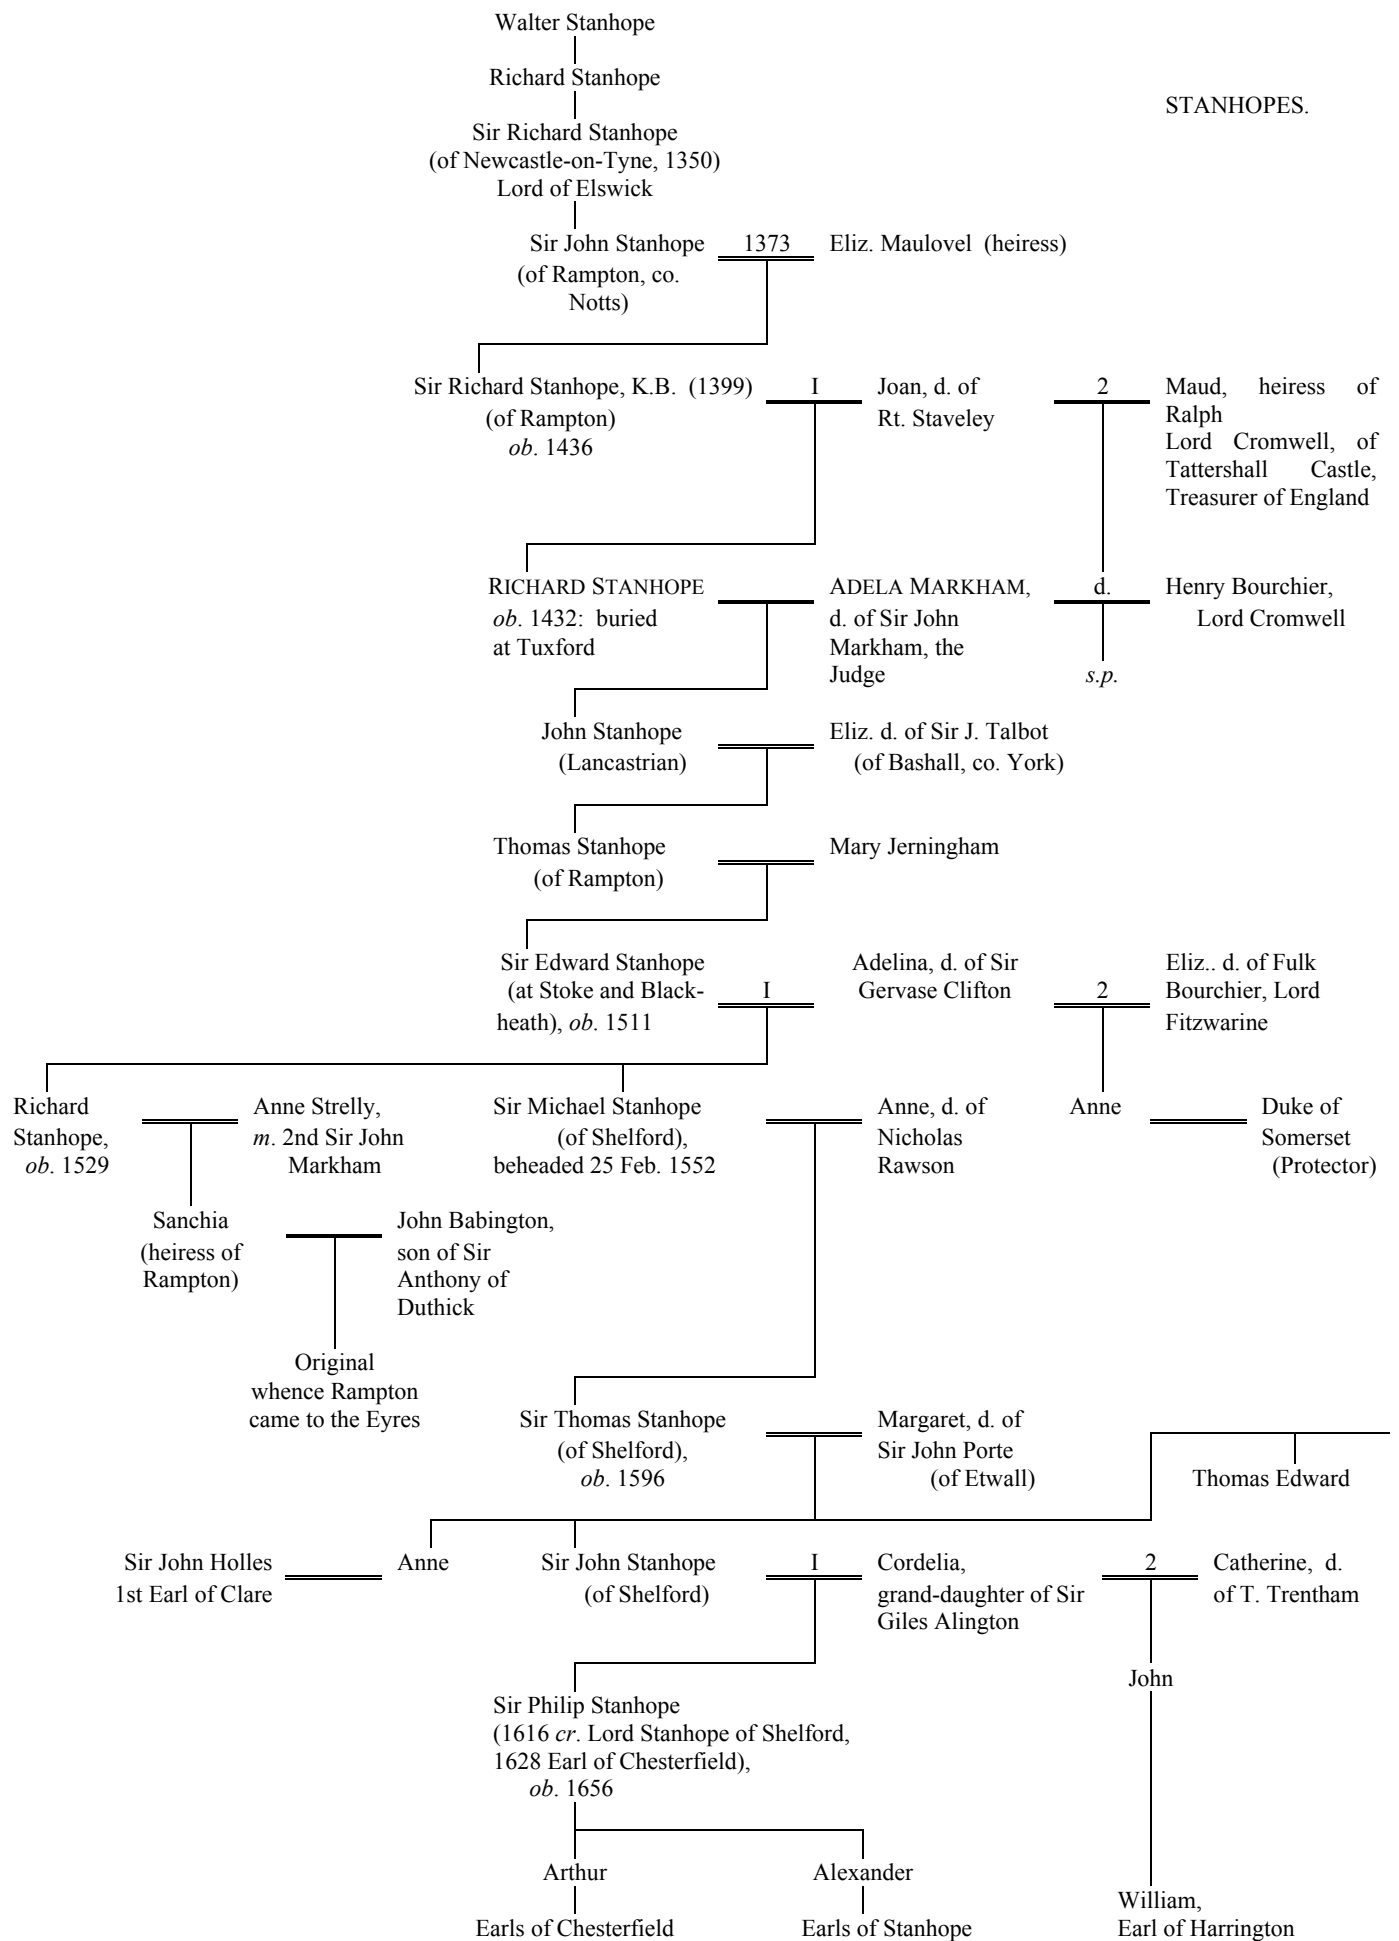 Walter Stanhope
Richard Stanhope
STANHOPES.
Sir Richard Stanhope
(of Newcastle-on-Tyne, 1350)
Lord of Elswick
Sir John Stanhope
(of Rampton, co.
Notts)
1373
Eliz. Maulovel (heiress)
Sir Richard Stanhope, K.B. (1399)
(of Rampton)
ob. 1436
I
Joan, d. of
Rt. Staveley
2
Maud, heiress of
Ralph
Lord Cromwell, of
Tattershall Castle,
Treasurer of England
RICHARD STANHOPE
ob. 1432: buried
at Tuxford
ADELA MARKHAM,
d. of Sir John
Markham, the
Judge
d.
Henry Bourchier,
Lord Cromwell
s.p.
John Stanhope
(Lancastrian)
Eliz. d. of Sir J. Talbot
(of Bashall, co. York)
Thomas Stanhope
(of Rampton)
Mary Jerningham
Sir Edward Stanhope
(at Stoke and Black-
heath), ob. 1511
I
Adelina, d. of Sir
Gervase Clifton
2
Eliz.. d. of Fulk
Bourchier, Lord
Fitzwarine
Richard
Stanhope,
ob. 1529
Anne Strelly,
m. 2nd Sir John
Markham
Sir Michael Stanhope
(of Shelford),
beheaded 25 Feb. 1552
Anne, d. of
Nicholas
Rawson
Anne
Duke of
Somerset
(Protector)
Sanchia
(heiress of
Rampton)
John Babington,
son of Sir
Anthony of
Duthick
Original
whence Rampton
came to the Eyres
Sir Thomas Stanhope
(of Shelford),
ob. 1596
Margaret, d. of
Sir John Porte
(of Etwall)
Thomas Edward
Sir John Holles
1st Earl of Clare
Anne
Sir John Stanhope
(of Shelford)
I
Cordelia,
grand-daughter of Sir
Giles Alington
2
Catherine, d.
of T. Trentham
John
Sir Philip Stanhope
(1616 cr. Lord Stanhope of Shelford,
1628 Earl of Chesterfield),
ob. 1656
Arthur
Alexander
Earls of Chesterfield
Earls of Stanhope
William,
Earl of Harrington